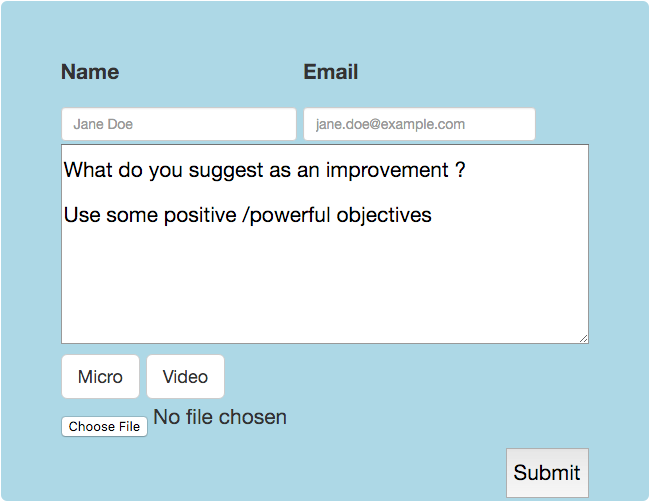 Name Email
Jane Doe jane.doe@example.com
What do you suggest as an improvement ?
Use some positive /powerful objectives
Micro Video
Choose File No file chosen
Submit